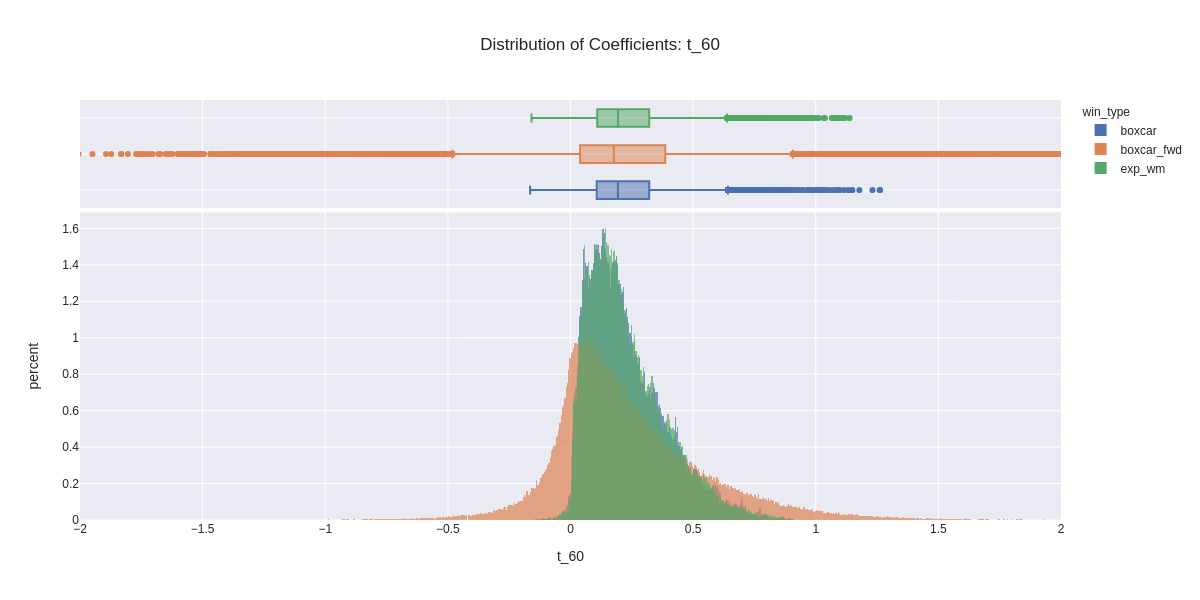 Distribution of Coefficients: t_60
win_type
boxcar
boxcar_fwd
exp_wm
1.6
1.4
1.2
1
0.8
0.6
0.4
0.2
0
percent
−2
−1.5
−1
−0.5
0
0.5
1
1.5
2
t_60